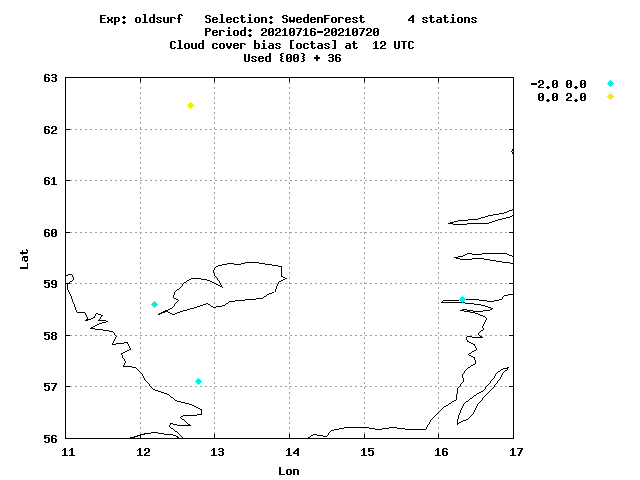 Exp: oldsurf   Selection: SwedenForest      4 stations
Period: 20210716-20210720
Cloud cover bias [octas] at  12 UTC
Used {00} + 36
-2.0 0.0
0.0 2.0
63
62
61
60
59
58
57
56
Lat
11 12 13 14 15 16 17
Lon